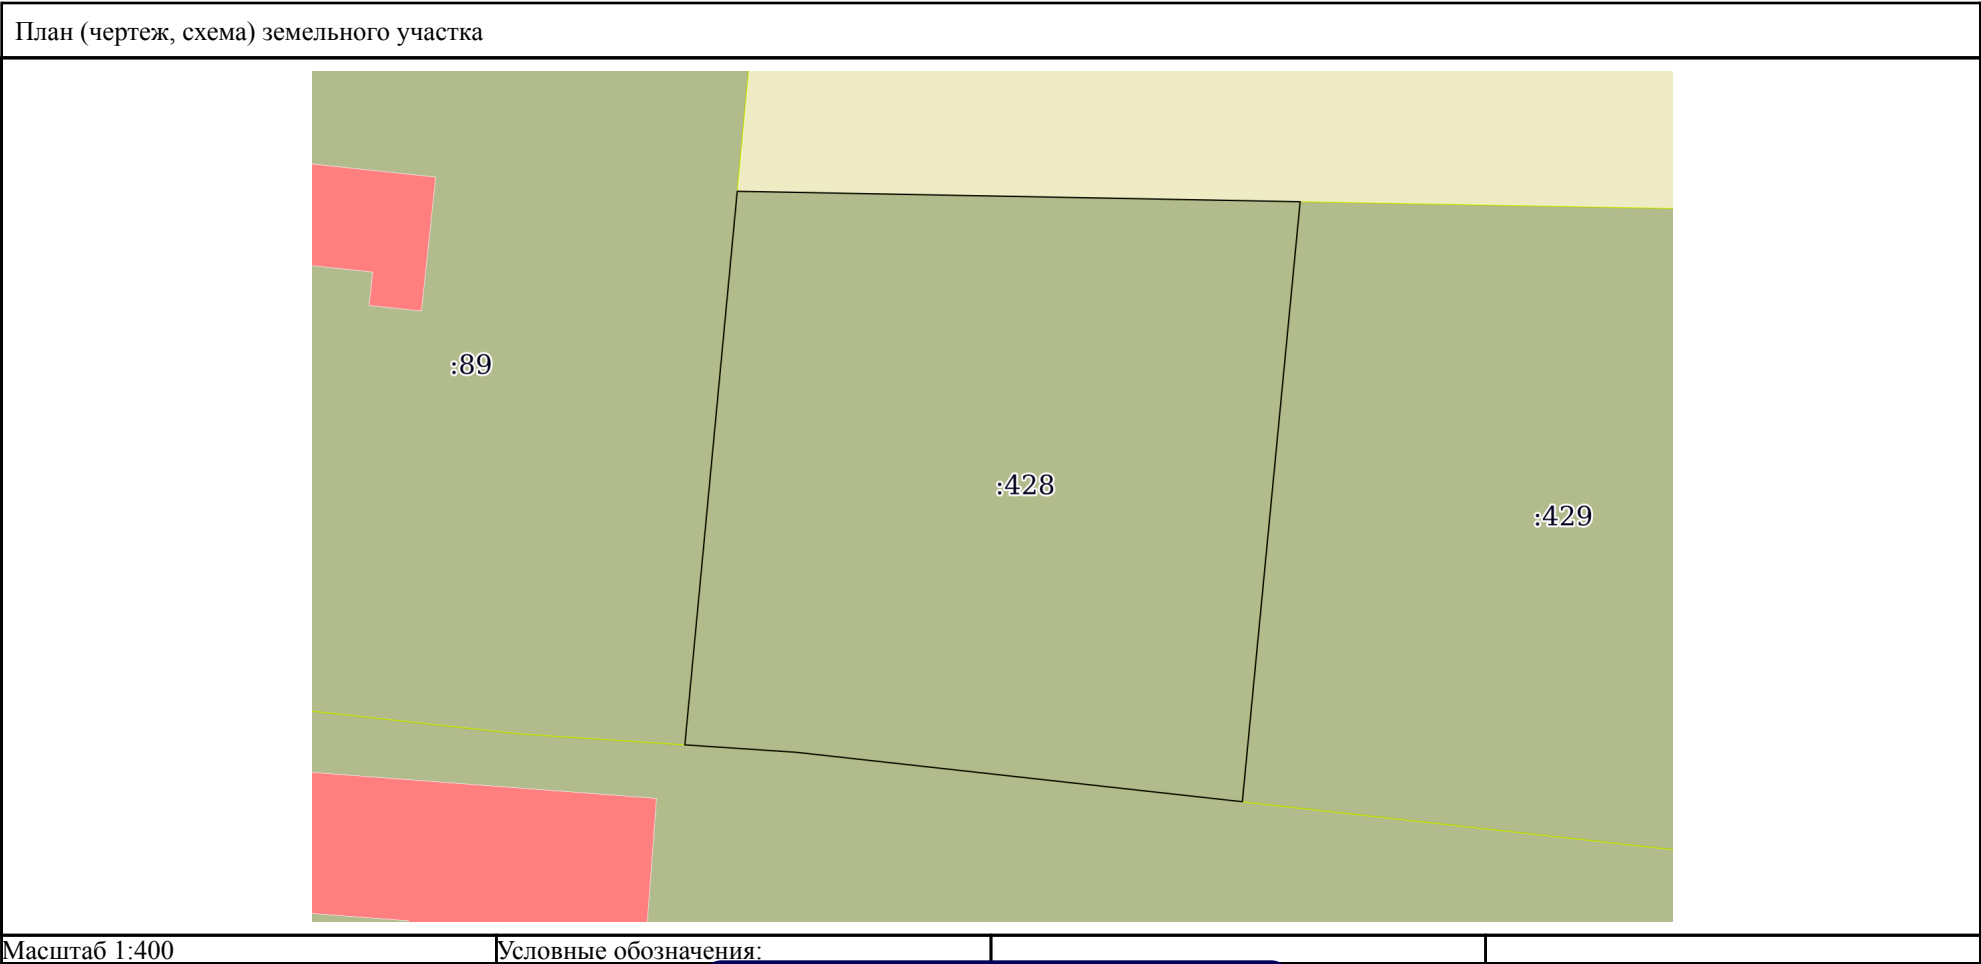 План (чертеж, схема) земельного участка
:89
:428
:429
Масштаб 1:400
Условные обозначения: